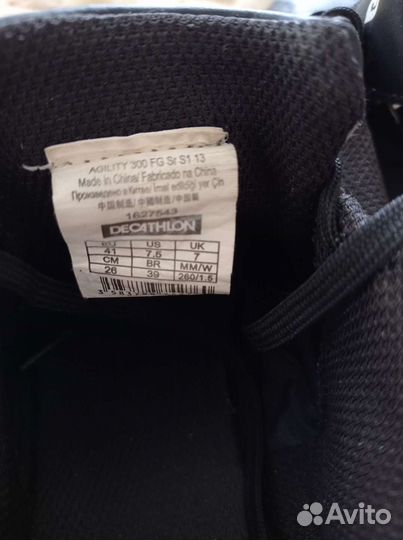 AGILITY 300 FG Sr S1 13
Made in China/ Fabricado na China
Произведено в Китае/ İmal edildiği yer Çin
中国制造/ 中國製造/ 中国製
1627543
DECATHLON
EU US UK
41 7.5 7
CM BR MM/W
26 39 260/1.5
Avito